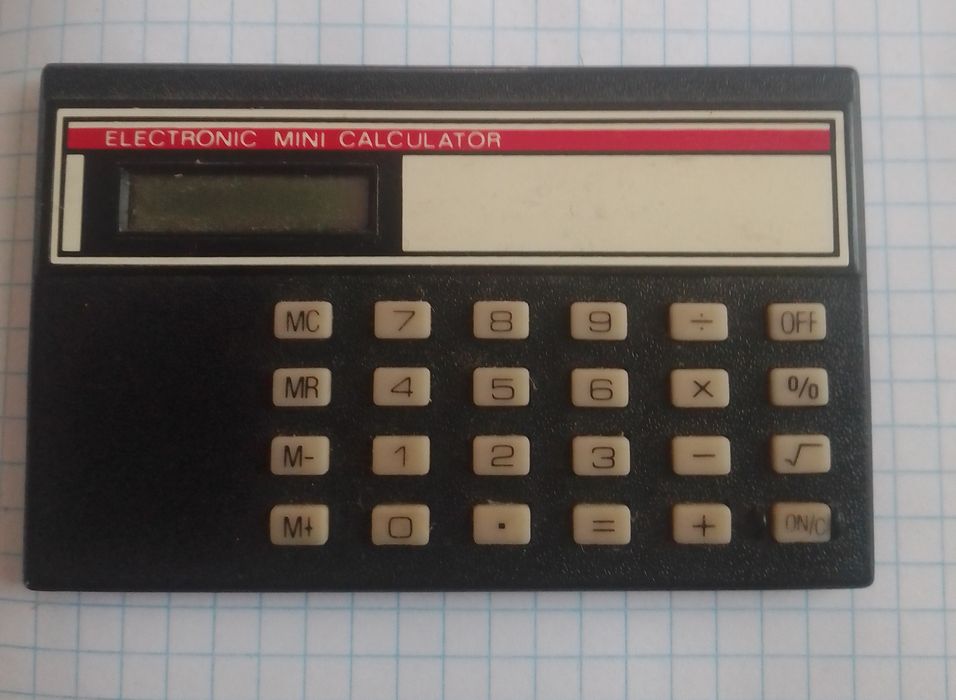 ELECTRONIC MINI CALCULATOR
MC 7 8 9 ÷ OFF
MR 4 5 6 × %
M- 1 2 3 − √
M+ 0 . = + ON/C